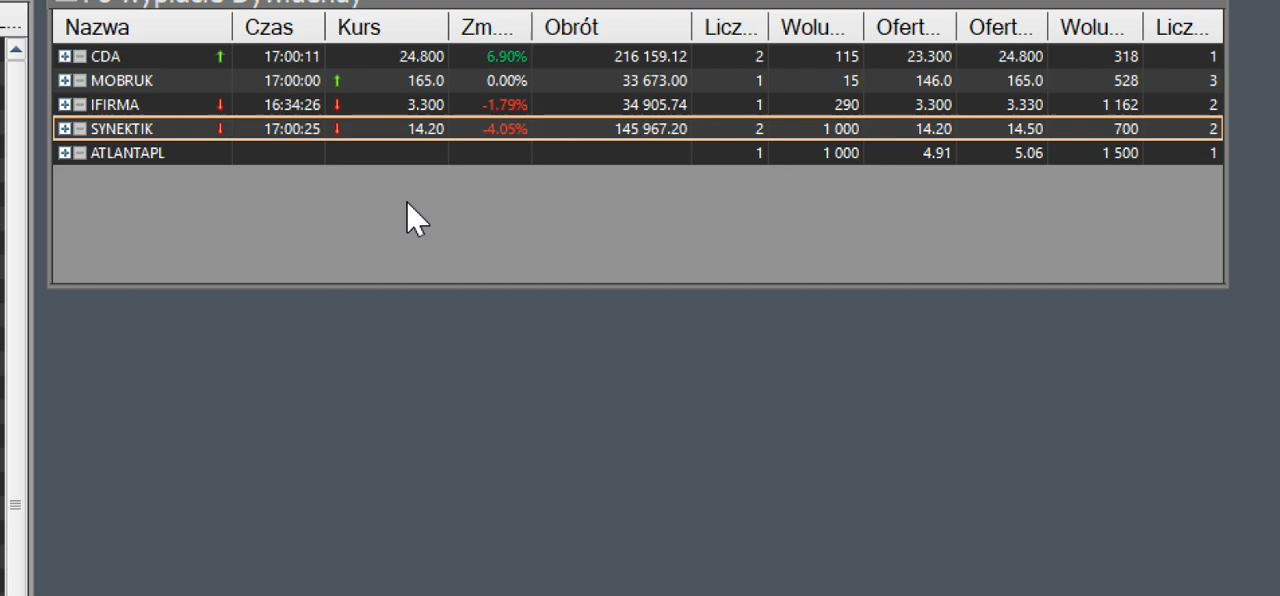 Po wypłacie Dywidendy
Nazwa Czas Kurs Zm.... Obrót Licz... Wolu... Ofert... Ofert... Wolu... Licz...
CDA 17:00:11 24.800 6.90% 216 159.12 2 115 23.300 24.800 318 1
MOBRUK 17:00:00 165.0 0.00% 33 673.00 1 15 146.0 165.0 528 3
IFIRMA 16:34:26 3.300 -1.79% 34 905.74 1 290 3.300 3.330 1 162 2
SYNEKTIK 17:00:25 14.20 -4.05% 145 967.20 2 1 000 14.20 14.50 700 2
ATLANTAPL 1 1 000 4.91 5.06 1 500 1